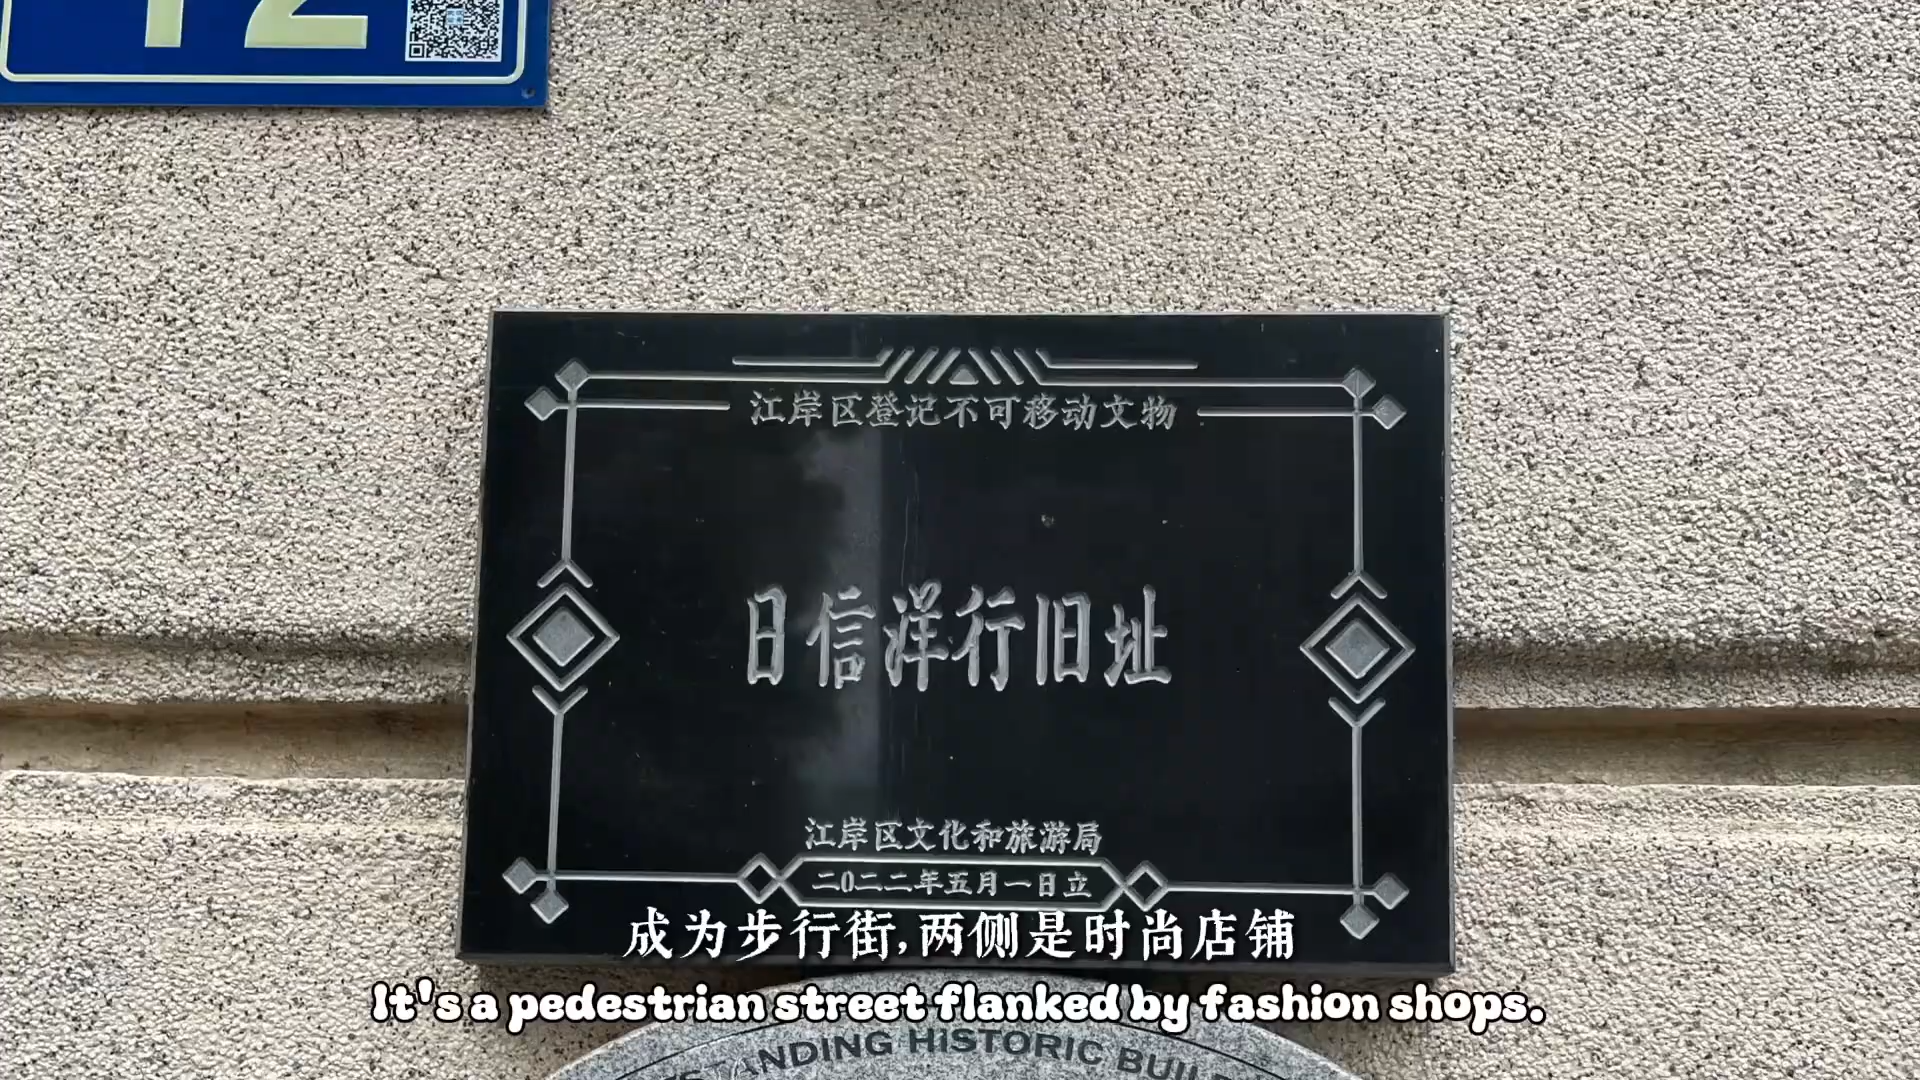 12
江岸区登记不可移动文物
日信洋行旧址
江岸区文化和旅游局
二0二二年五月一日立
成为步行街,两侧是时尚店铺
It's a pedestrian street flanked by fashion shops.
HISTORIC